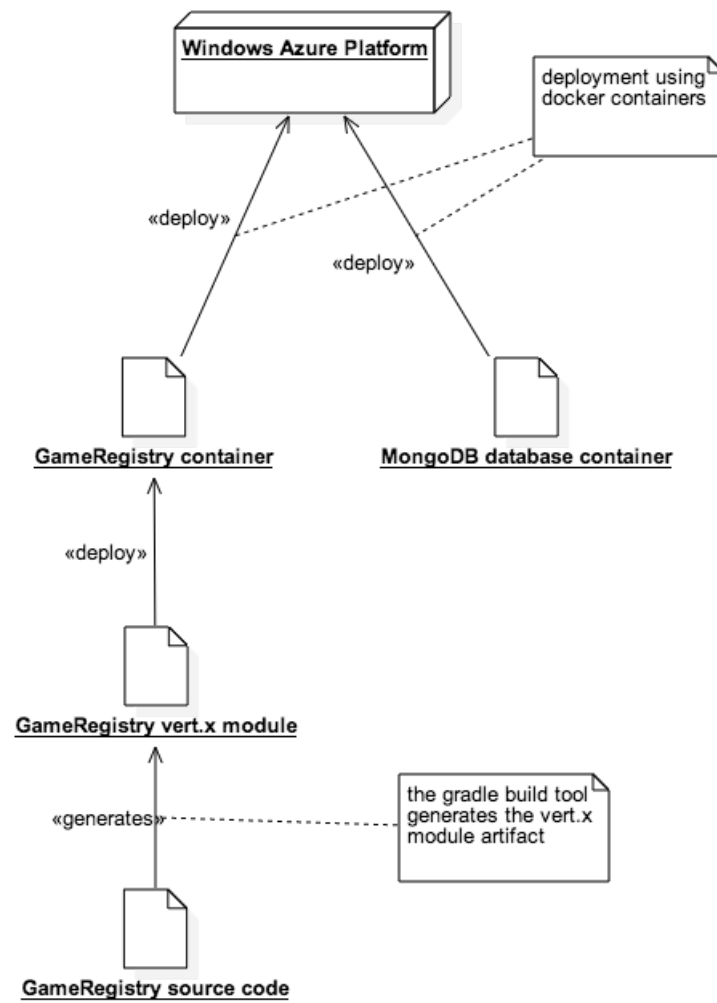 Windows Azure Platform
deployment using
docker containers
«deploy»
«deploy»
GameRegistry container
MongoDB database container
«deploy»
GameRegistry vert.x module
«generates»
the gradle build tool
generates the vert.x
module artifact
GameRegistry source code